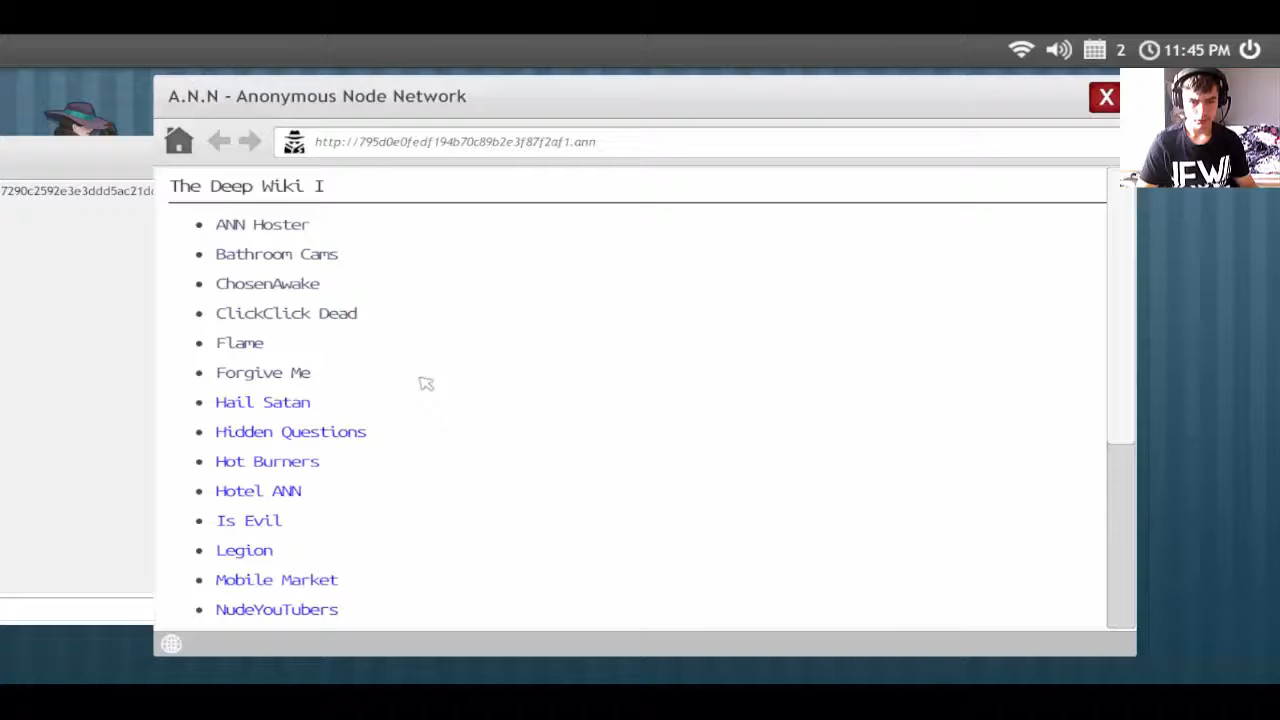 2 11:45 PM
A.N.N - Anonymous Node Network
X
http://795d0e0fedf194b70c89b2e3f87f2af1.ann
The Deep Wiki I
7290c2592e3e3ddd5ac21d
ANN Hoster
Bathroom Cams
ChosenAwake
ClickClick Dead
Flame
Forgive Me
Hail Satan
Hidden Questions
Hot Burners
Hotel ANN
Is Evil
Legion
Mobile Market
NudeYouTubers